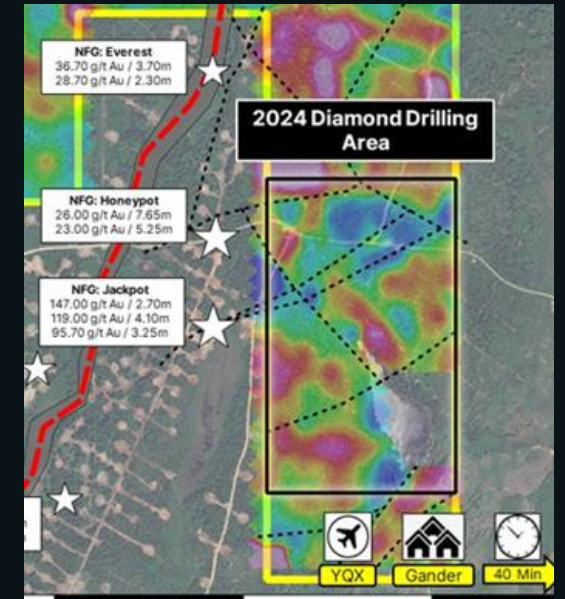 NFG: Everest
36.70 g/t Au / 3.70m
28.70 g/t Au / 2.30m
2024 Diamond Drilling
Area
NFG: Honeypot
26.00 g/t Au / 7.65m
23.00 g/t Au / 5.25m
NFG: Jackpot
147.00 g/t Au / 2.70m
119.00 g/t Au / 4.10m
95.70 g/t Au / 3.25m
YQX
Gander
40 Min